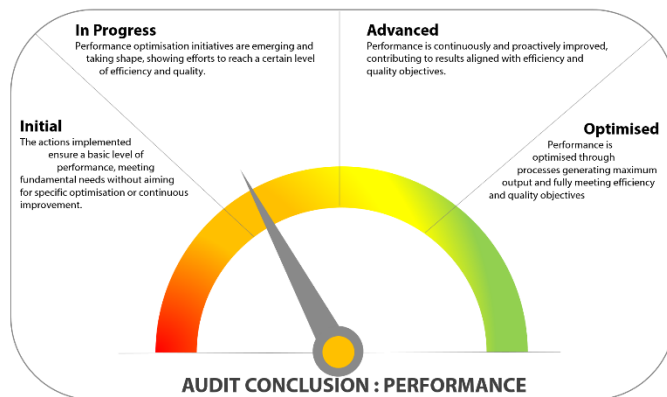 In Progress
Performance optimisation initiatives are emerging and
taking shape, showing efforts to reach a certain level
of efficiency and quality.
Advanced
Performance is continuously and proactively improved,
contributing to results aligned with efficiency and
quality objectives.
Initial
The actions implemented
ensure a basic level of
performance, meeting
fundamental needs without aiming
for specific optimisation or continuous
improvement.
Optimised
Performance is
optimised through
processes generating maximum
output and fully meeting efficiency
and quality objectives
AUDIT CONCLUSION : PERFORMANCE